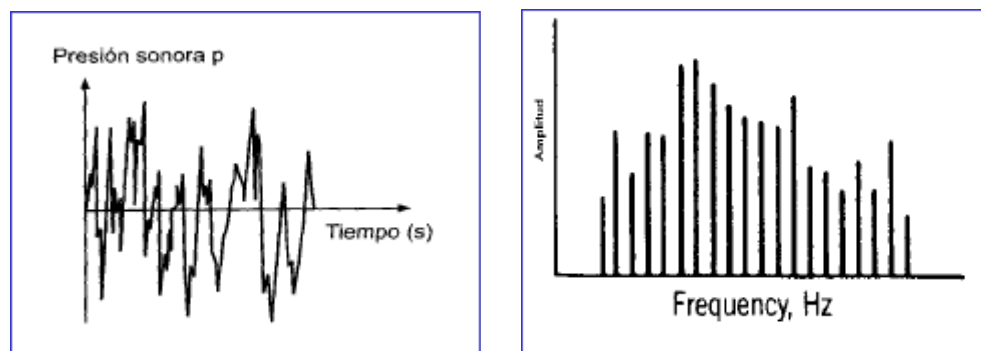 Presión sonora p
Tiempo (s)
Amplitud
Frequency, Hz